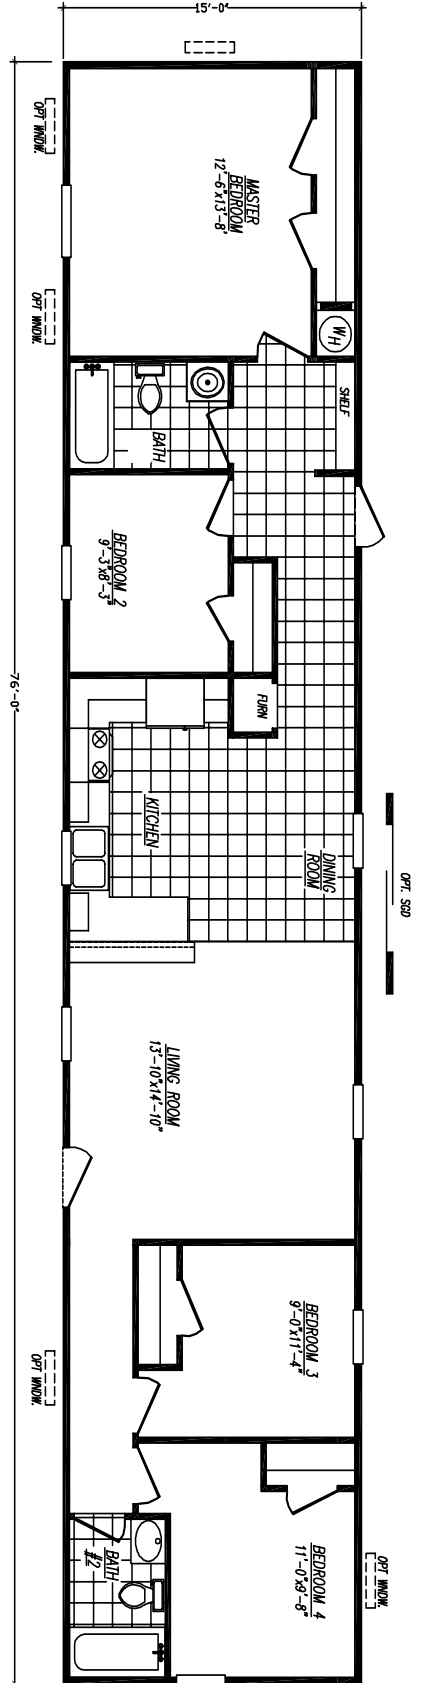 15'-0"
76'-0"
OPT WNDW.
OPT WNDW.
MASTER
BEDROOM
12'-6"x13'-8"
WH
SHELF
BATH
BEDROOM 2
9'-3"x8'-3"
FURN
KITCHEN
DINING
ROOM
OPT. SGD
LIVING ROOM
13'-10"x14'-10"
BEDROOM 3
9'-0"x11'-4"
OPT WNDW.
BEDROOM 4
11'-0"x9'-8"
OPT WNDW.
BATH
#2